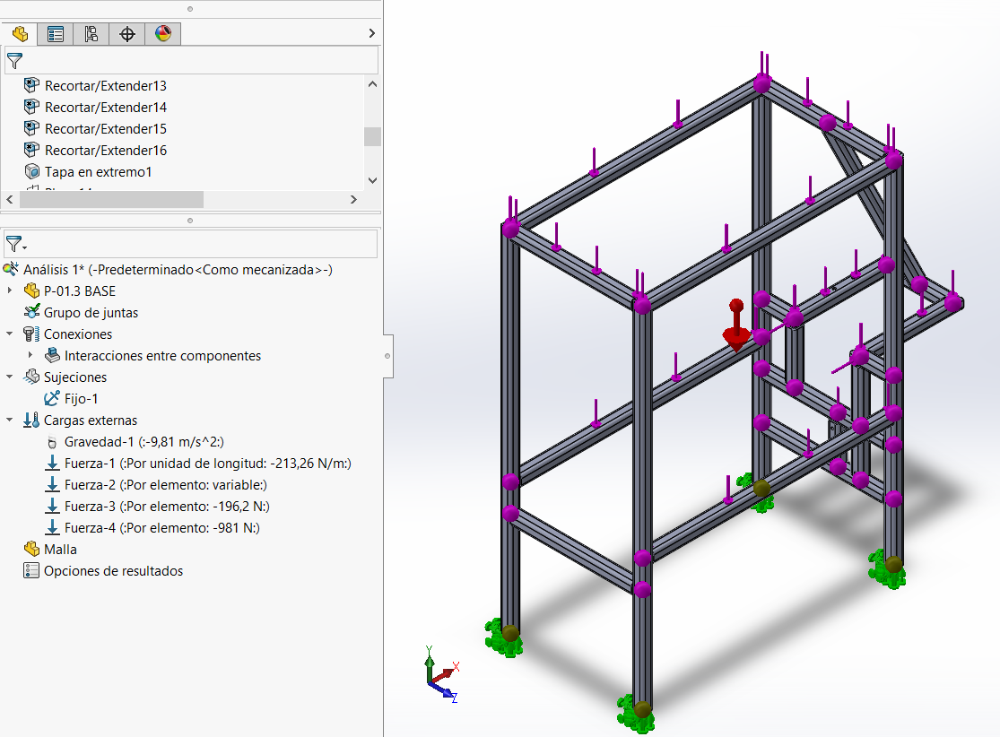 Recortar/Extender13
Recortar/Extender14
Recortar/Extender15
Recortar/Extender16
Tapa en extremo1
Análisis 1* (-Predeterminado<Como mecanizada>-)
P-01.3 BASE
Grupo de juntas
Conexiones
Interacciones entre componentes
Sujeciones
Fijo-1
Cargas externas
Gravedad-1 (:-9,81 m/s^2:)
Fuerza-1 (:Por unidad de longitud: -213,26 N/m:)
Fuerza-2 (:Por elemento: variable:)
Fuerza-3 (:Por elemento: -196,2 N:)
Fuerza-4 (:Por elemento: -981 N:)
Malla
Opciones de resultados
Y
X
Z